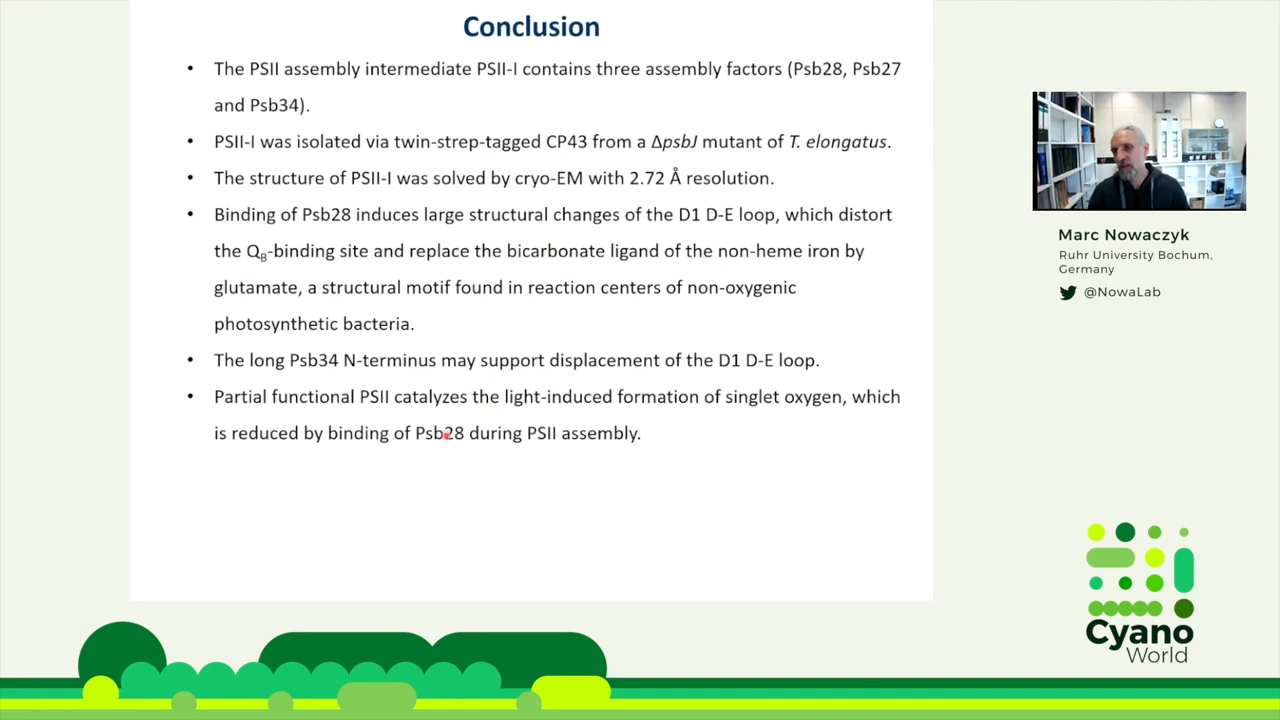 Conclusion
• The PSII assembly intermediate PSII-I contains three assembly factors (Psb28, Psb27
and Psb34).
• PSII-I was isolated via twin-strep-tagged CP43 from a ΔpsbJ mutant of T. elongatus.
• The structure of PSII-I was solved by cryo-EM with 2.72 Å resolution.
• Binding of Psb28 induces large structural changes of the D1 D-E loop, which distort
the QB-binding site and replace the bicarbonate ligand of the non-heme iron by
glutamate, a structural motif found in reaction centers of non-oxygenic
photosynthetic bacteria.
• The long Psb34 N-terminus may support displacement of the D1 D-E loop.
• Partial functional PSII catalyzes the light-induced formation of singlet oxygen, which
is reduced by binding of Psb28 during PSII assembly.
Marc Nowaczyk
Ruhr University Bochum,
Germany
@NowaLab
Cyano
World